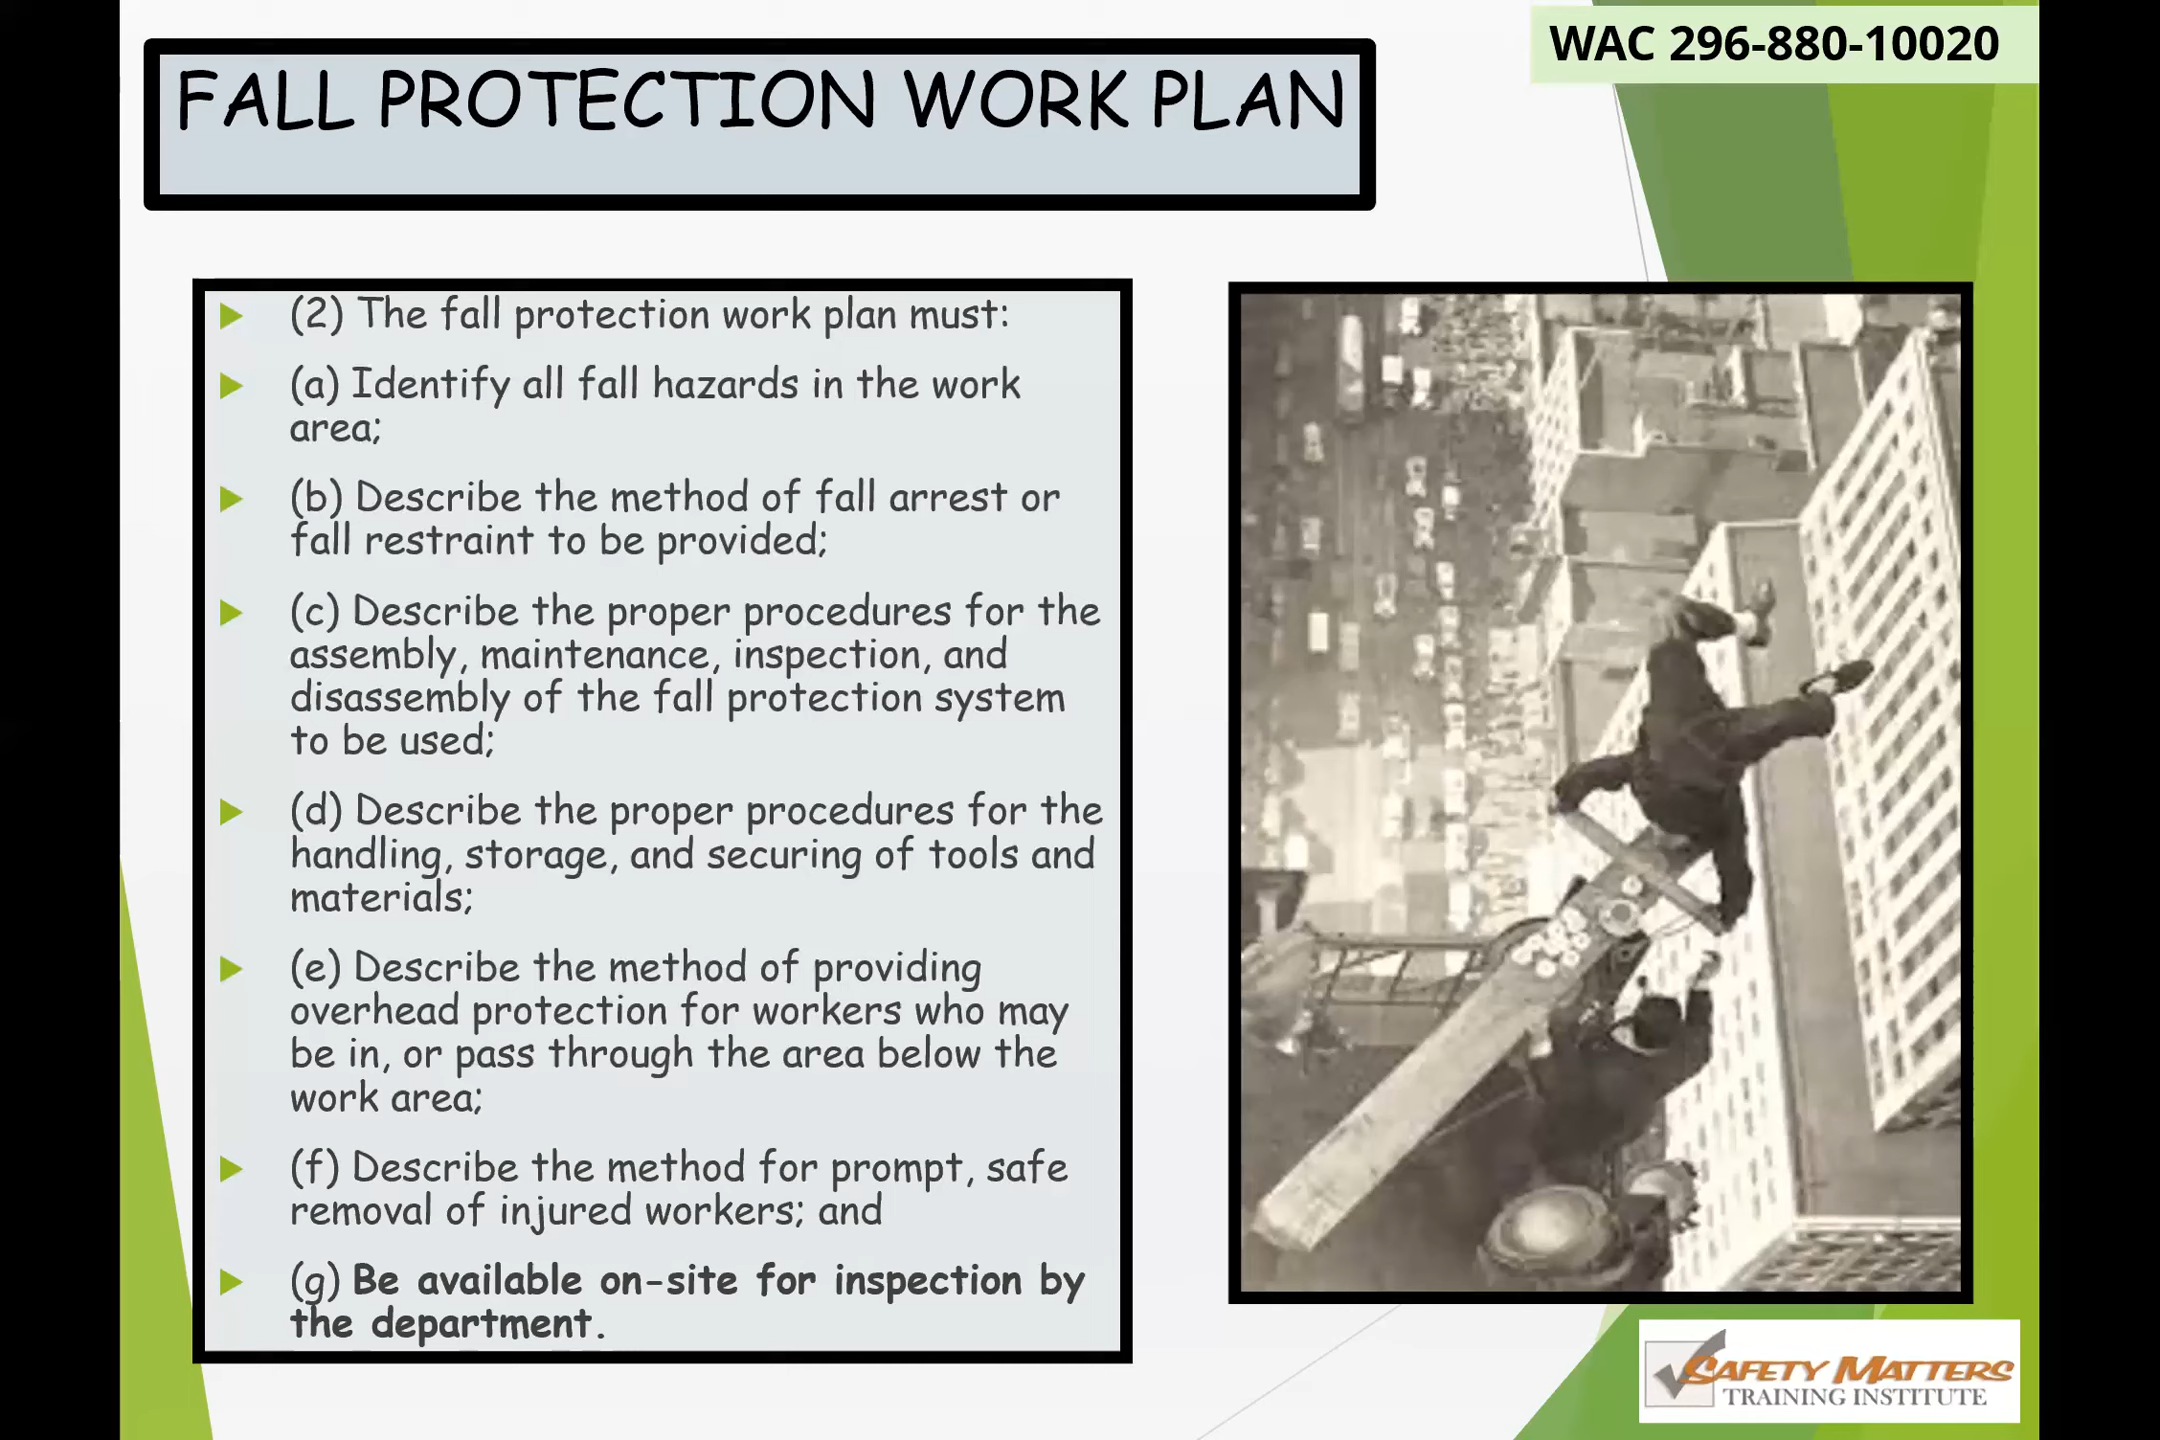 WAC 296-880-10020
FALL PROTECTION WORK PLAN
(2) The fall protection work plan must:
(a) Identify all fall hazards in the work
area;
(b) Describe the method of fall arrest or
fall restraint to be provided;
(c) Describe the proper procedures for the
assembly, maintenance, inspection, and
disassembly of the fall protection system
to be used;
(d) Describe the proper procedures for the
handling, storage, and securing of tools and
materials;
(e) Describe the method of providing
overhead protection for workers who may
be in, or pass through the area below the
work area;
(f) Describe the method for prompt, safe
removal of injured workers; and
(g) Be available on-site for inspection by
the department.
SAFETY MATTERS
TRAINING INSTITUTE